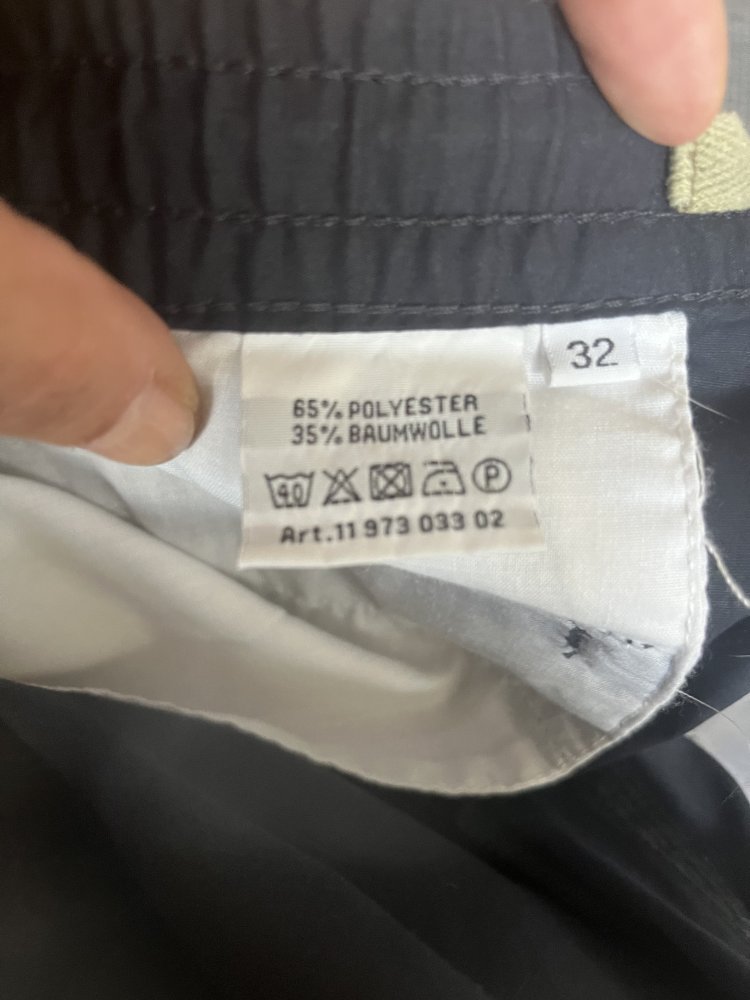 32
65% POLYESTER
35% BAUMWOLLE
40 P
Art.11 973 033 02